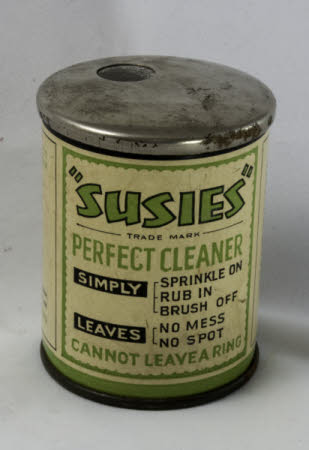 "SUSIES"
TRADE MARK
PERFECT CLEANER
SIMPLY SPRINKLE ON
RUB IN
BRUSH OFF
LEAVES NO MESS
NO SPOT
CANNOT LEAVE A RING